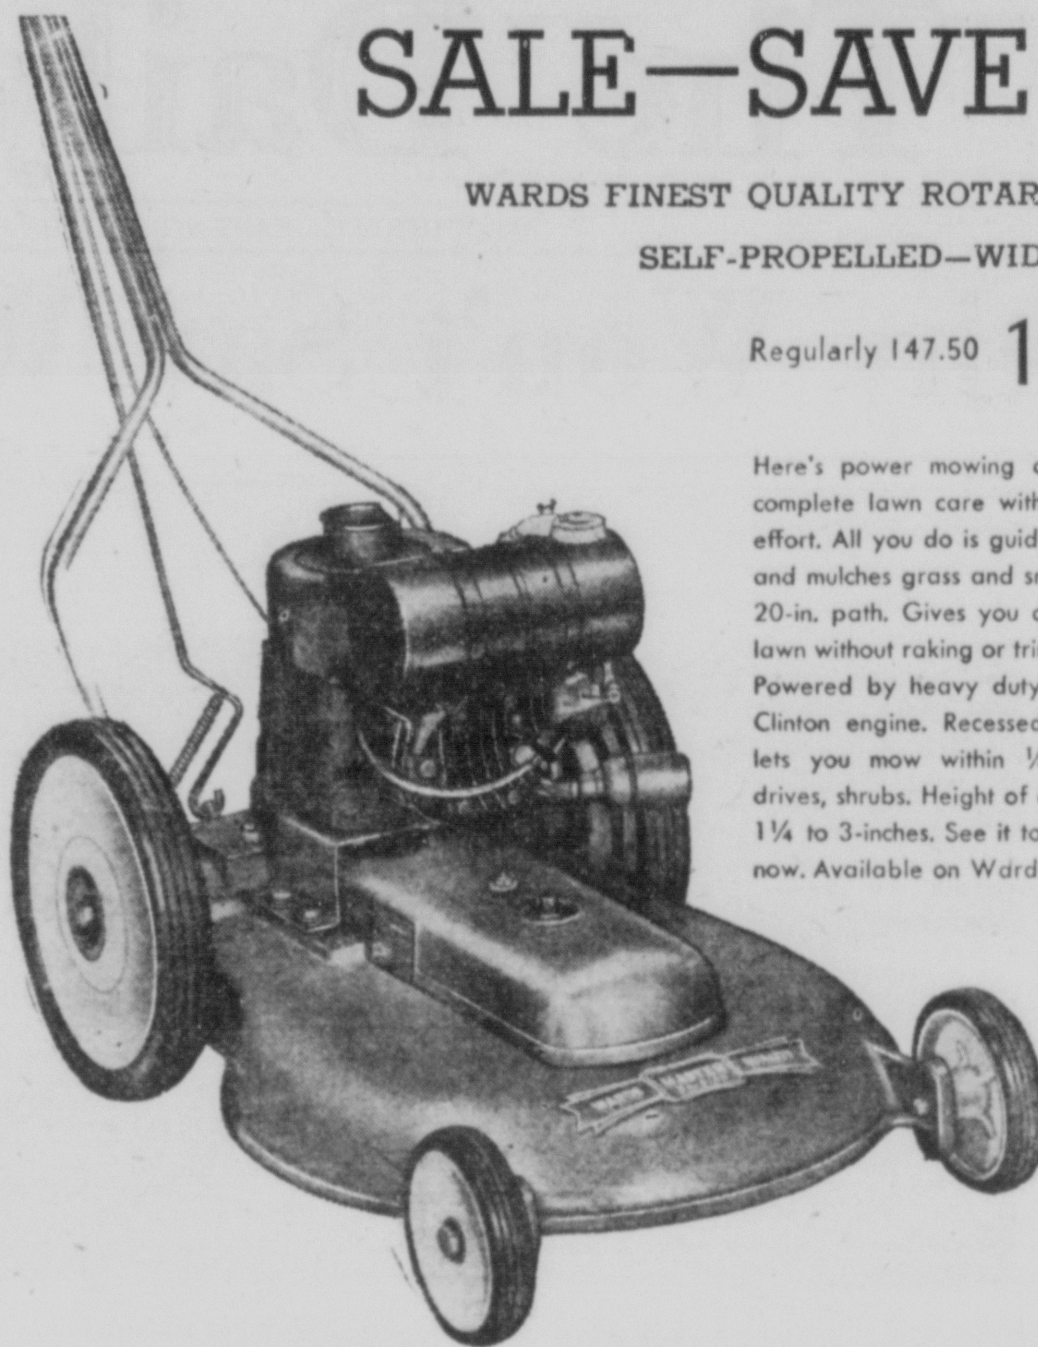 SALE—SAVE
WARDS FINEST QUALITY ROTAR
SELF-PROPELLED—WID
Regularly 147.50 1
Here's power mowing
complete lawn care with
effort. All you do is guid
and mulches grass and sn
20-in. path. Gives you
lawn without raking or tri
Powered by heavy duty
Clinton engine. Recessed
lets you mow within
drives, shrubs. Height of
1¼ to 3-inches. See it to
now. Available on Ward